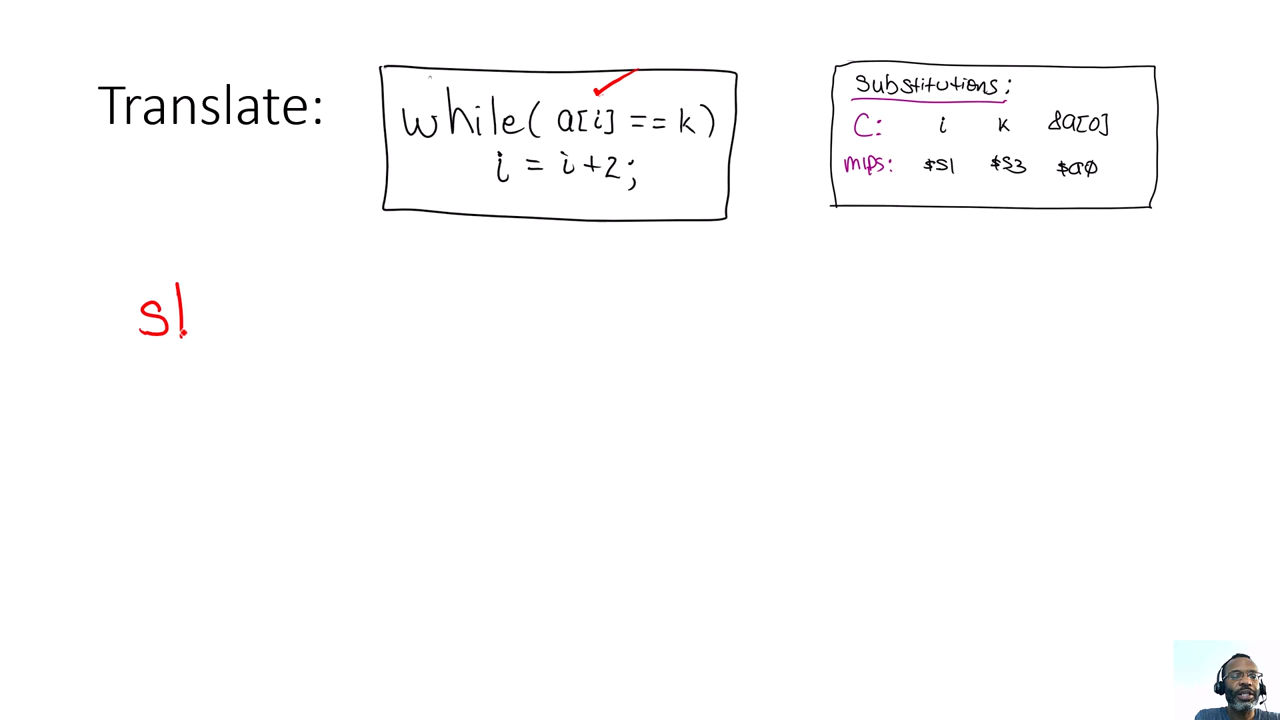 Translate:
while( a[i] == k)
i = i+2;
Substitutions:
C: i k &a[0]
mips: $s1 $s3 $a0
sl